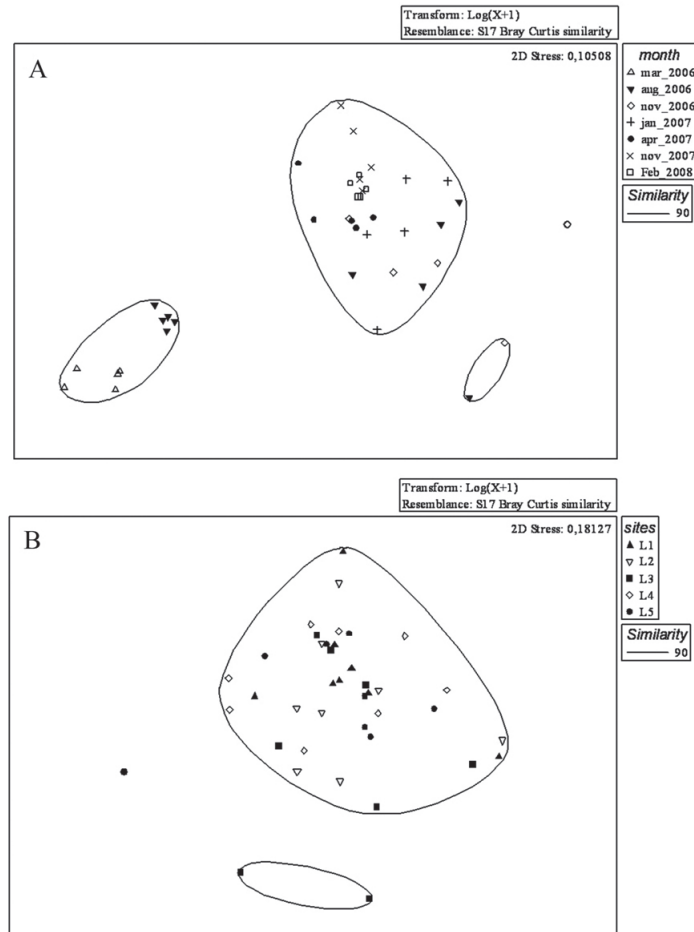 Transform: Log(X+1)
Resemblance: S17 Bray Curtis similarity
A
2D Stress: 0,10508
month
mar_2006
aug_2006
nov_2006
jan_2007
apr_2007
nov_2007
Feb_2008
Similarity
90
Transform: Log(X+1)
Resemblance: S17 Bray Curtis similarity
B
2D Stress: 0,18127
sites
L1
L2
L3
L4
L5
Similarity
90